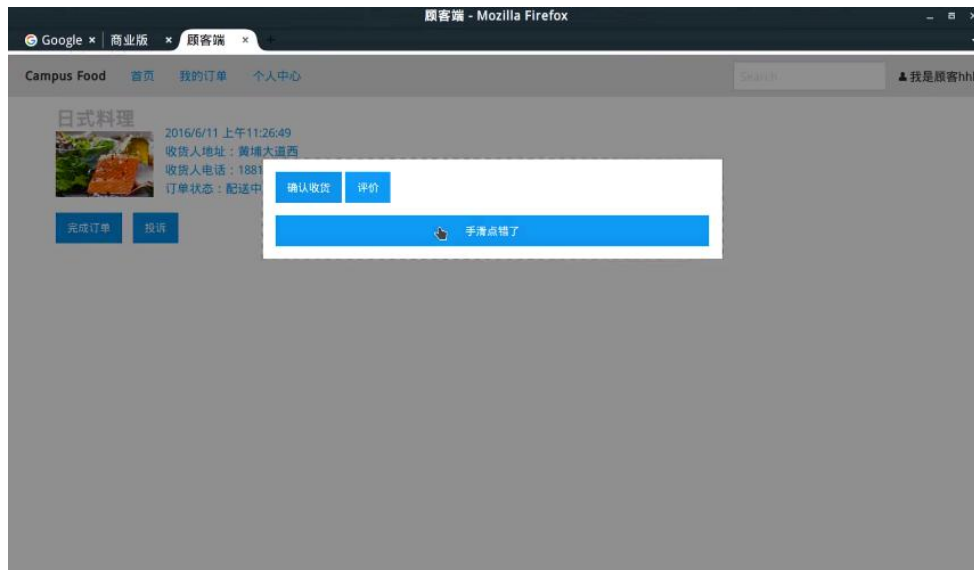 顾客端 - Mozilla Firefox
Google × 商业版 × 顾客端 ×
Campus Food 首页 我的订单 个人中心 Search 我是顾客hh
日式料理
2016/6/11 上午11:26:49
收货人地址：黄埔大道西
收货人电话：1881
订单状态：配送中
确认收货 评价
完成订单 投诉
手滑点错了